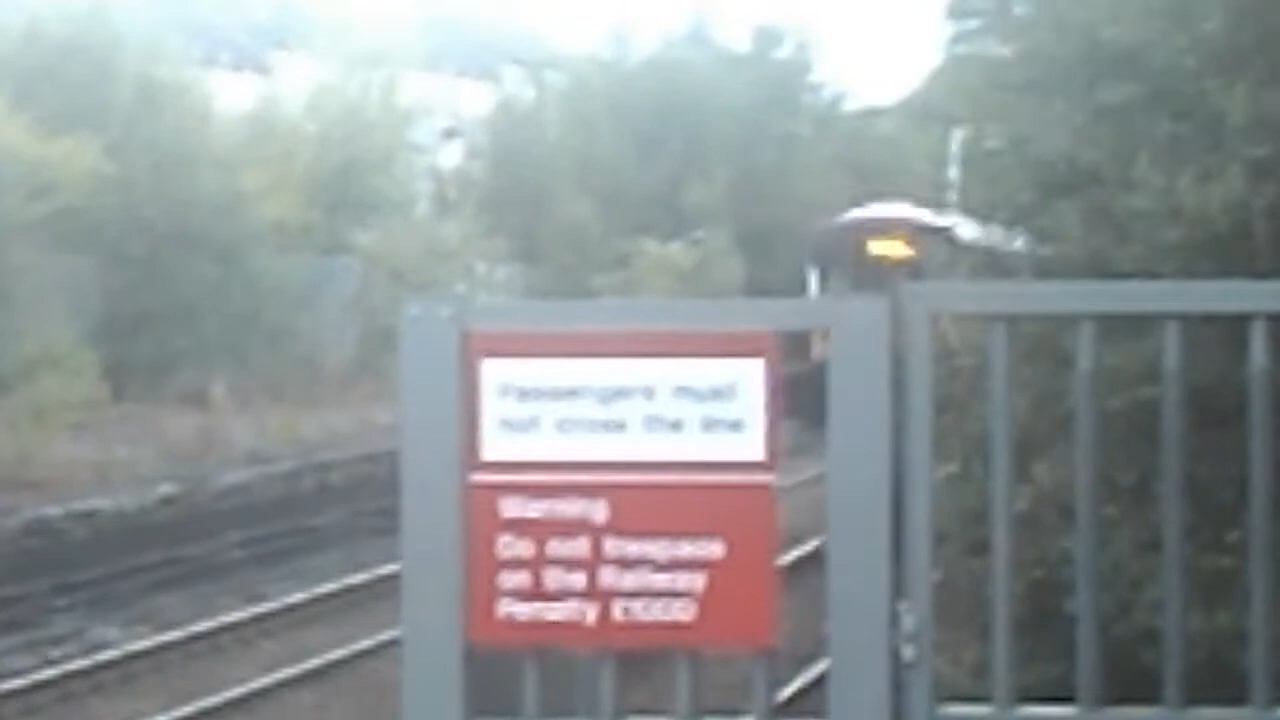 Passengers must
not cross the line
Warning
Do not trespass
on the Railway
Penalty £1000